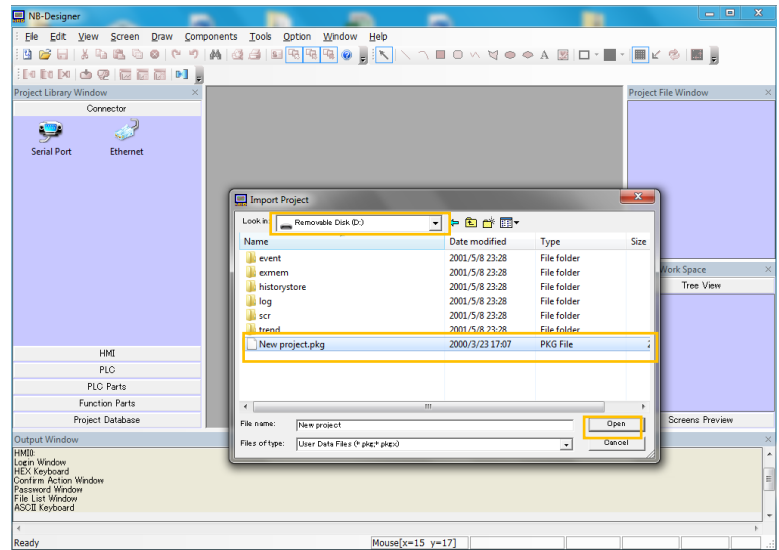 NB-Designer
File Edit View Screen Draw Components Tools Option Window Help
Project Library Window
Connector
Serial Port Ethernet
HMI
PLC
PLC Parts
Function Parts
Project Database
Project File Window
Import Project
Look in: Removable Disk (D:)
Name Date modified Type Size
event 2001/5/8 23:28 File folder
exmem 2001/5/8 23:28 File folder
historystore 2001/5/8 23:28 File folder
log 2001/5/8 23:28 File folder
scr 2001/5/8 23:28 File folder
trend 2001/5/8 23:28 File folder
New project.pkg 2000/3/23 17:07 PKG File
File name: New project Open
Files of type: User Data Files (*.pkg;*.pkgx) Cancel
Work Space
Tree View
Screens Preview
Output Window
HMI0:
Login Window
HEX Keyboard
Confirm Action Window
Password Window
File List Window
ASCII Keyboard
Ready Mouse[x=15 y=17]